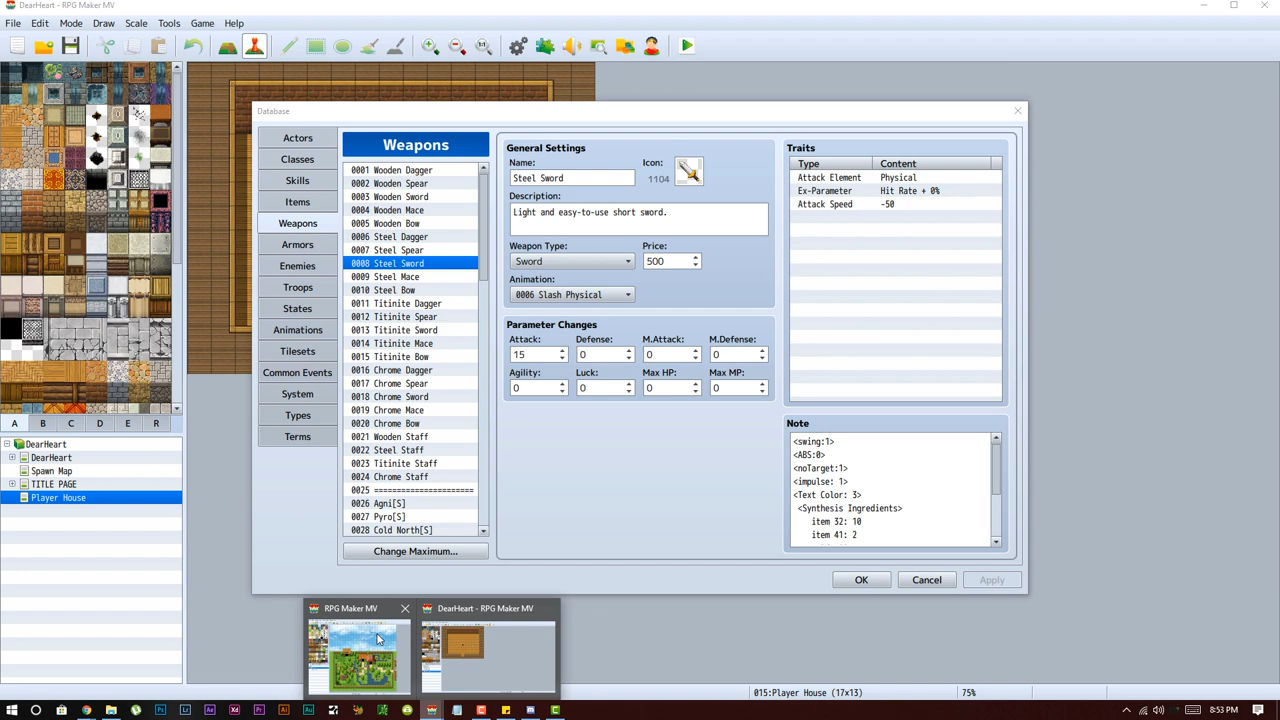 DearHeart - RPG Maker MV
File Edit Mode Draw Scale Tools Game Help
Database
Actors
Classes
Skills
Items
Weapons
Armors
Enemies
Troops
States
Animations
Tilesets
Common Events
System
Types
Terms
Weapons
0001 Wooden Dagger
0002 Wooden Spear
0003 Wooden Sword
0004 Wooden Mace
0005 Wooden Bow
0006 Steel Dagger
0007 Steel Spear
0008 Steel Sword
0009 Steel Mace
0010 Steel Bow
0011 Titinite Dagger
0012 Titinite Spear
0013 Titinite Sword
0014 Titinite Mace
0015 Titinite Bow
0016 Chrome Dagger
0017 Chrome Spear
0018 Chrome Sword
0019 Chrome Mace
0020 Chrome Bow
0021 Wooden Staff
0022 Steel Staff
0023 Titinite Staff
0024 Chrome Staff
0025 ======================
0026 Agni[S]
0027 Pyro[S]
0028 Cold North[S]
Change Maximum...
General Settings
Name: Icon:
Steel Sword 1104
Description:
Light and easy-to-use short sword.
Weapon Type: Price:
Sword 500
Animation:
0006 Slash Physical
Parameter Changes
Attack: Defense: M.Attack: M.Defense:
15 0 0 0
Agility: Luck: Max HP: Max MP:
0 0 0 0
Traits
Type Content
Attack Element Physical
Ex-Parameter Hit Rate + 0%
Attack Speed -50
Note
<swing:1>
<ABS:0>
<noTarget:1>
<impulse: 1>
<Text Color: 3>
<Synthesis Ingredients>
item 32: 10
item 41: 2
OK Cancel Apply
A B C D E R
DearHeart
DearHeart
Spawn Map
TITLE PAGE
Player House
RPG Maker MV
DearHeart - RPG Maker MV
015:Player House (17×13) 75%
8:53 PM